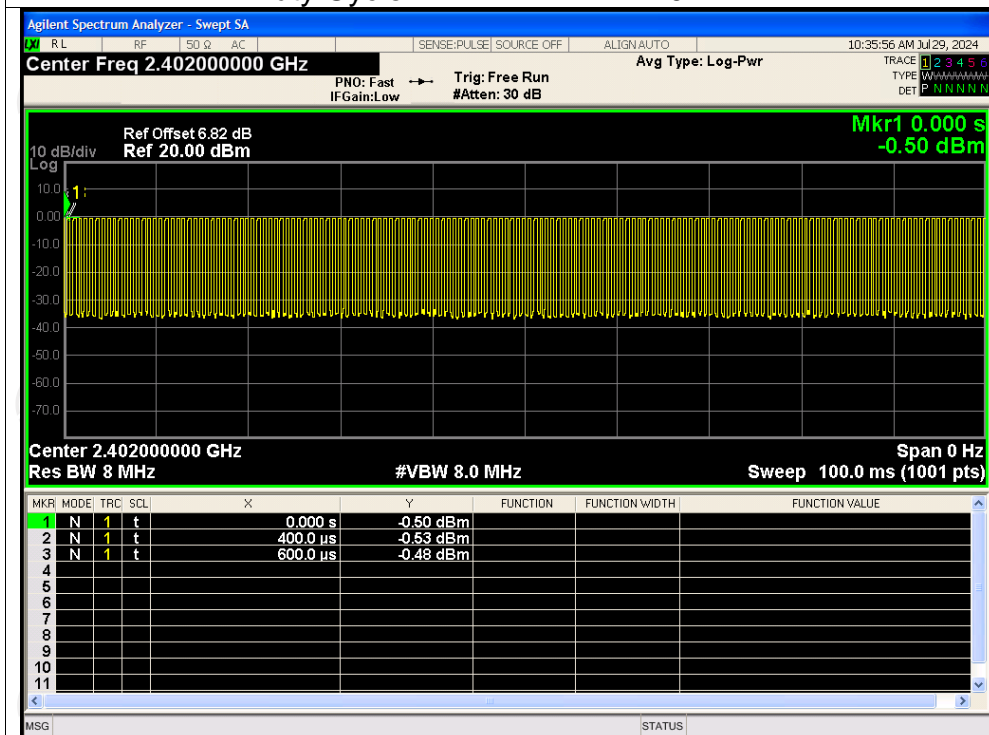 Agilent Spectrum Analyzer - Swept SA
LXI RL RF 50 Ω AC SENSE:PULSE SOURCE OFF ALIGN AUTO 10:35:56 AM Jul 29, 2024
Center Freq 2.402000000 GHz Avg Type: Log-Pwr TRACE 1 2 3 4 5 6
PNO: Fast Trig: Free Run TYPE WWWWWW
IFGain:Low #Atten: 30 dB DET P N N N N N
Mkr1 0.000 s
Ref Offset 6.82 dB
10 dB/div Ref 20.00 dBm -0.50 dBm
Log
10.0
1
0.00
-10.0
-20.0
-30.0
-40.0
-50.0
-60.0
-70.0
Center 2.402000000 GHz Span 0 Hz
Res BW 8 MHz #VBW 8.0 MHz Sweep 100.0 ms (1001 pts)
MKR MODE TRC SCL X Y FUNCTION FUNCTION WIDTH FUNCTION VALUE
1 N 1 t 0.000 s -0.50 dBm
2 N 1 t 400.0 µs -0.53 dBm
3 N 1 t 600.0 µs -0.48 dBm
4
5
6
7
8
9
10
11
MSG STATUS